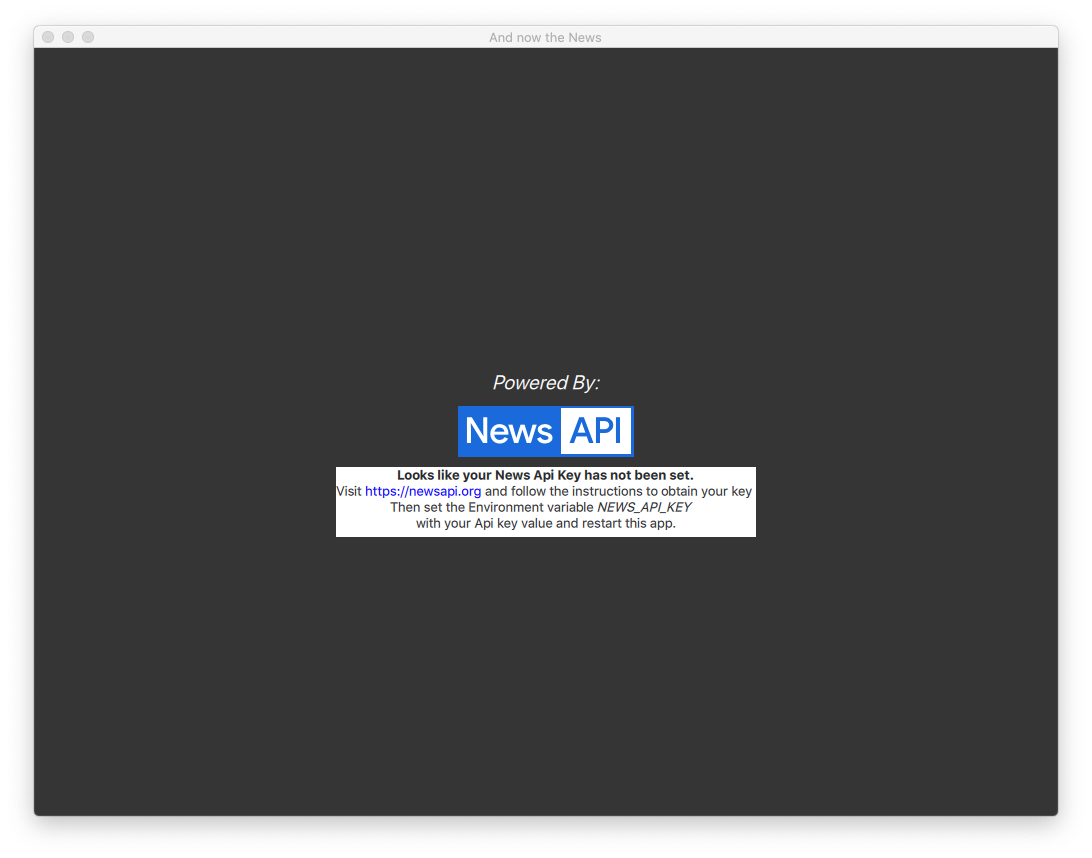 And now the News
Powered By:
News API
Looks like your News Api Key has not been set.
Visit https://newsapi.org and follow the instructions to obtain your key
Then set the Environment variable NEWS_API_KEY
with your Api key value and restart this app.